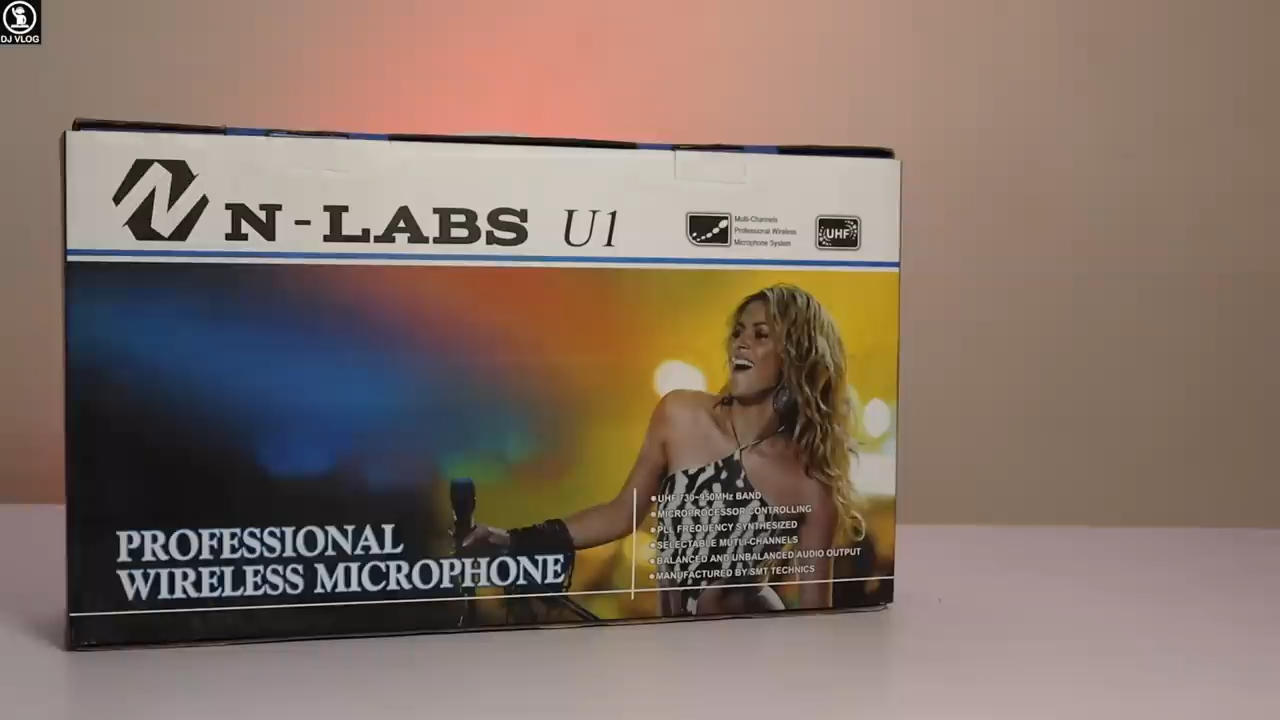 DJ VLOG
N-LABS U1
Multi-Channels
Professional Wireless
Microphone System
UHF
PROFESSIONAL
WIRELESS MICROPHONE
●UHF 730~950MHz BAND
●MICROPROCESSOR CONTROLLING
●PLL FREQUENCY SYNTHESIZED
●SELECTABLE MUTLI-CHANNELS
●BALANCED AND UNBALANCED AUDIO OUTPUT
●MANUFACTURED BY SMT TECHNICS